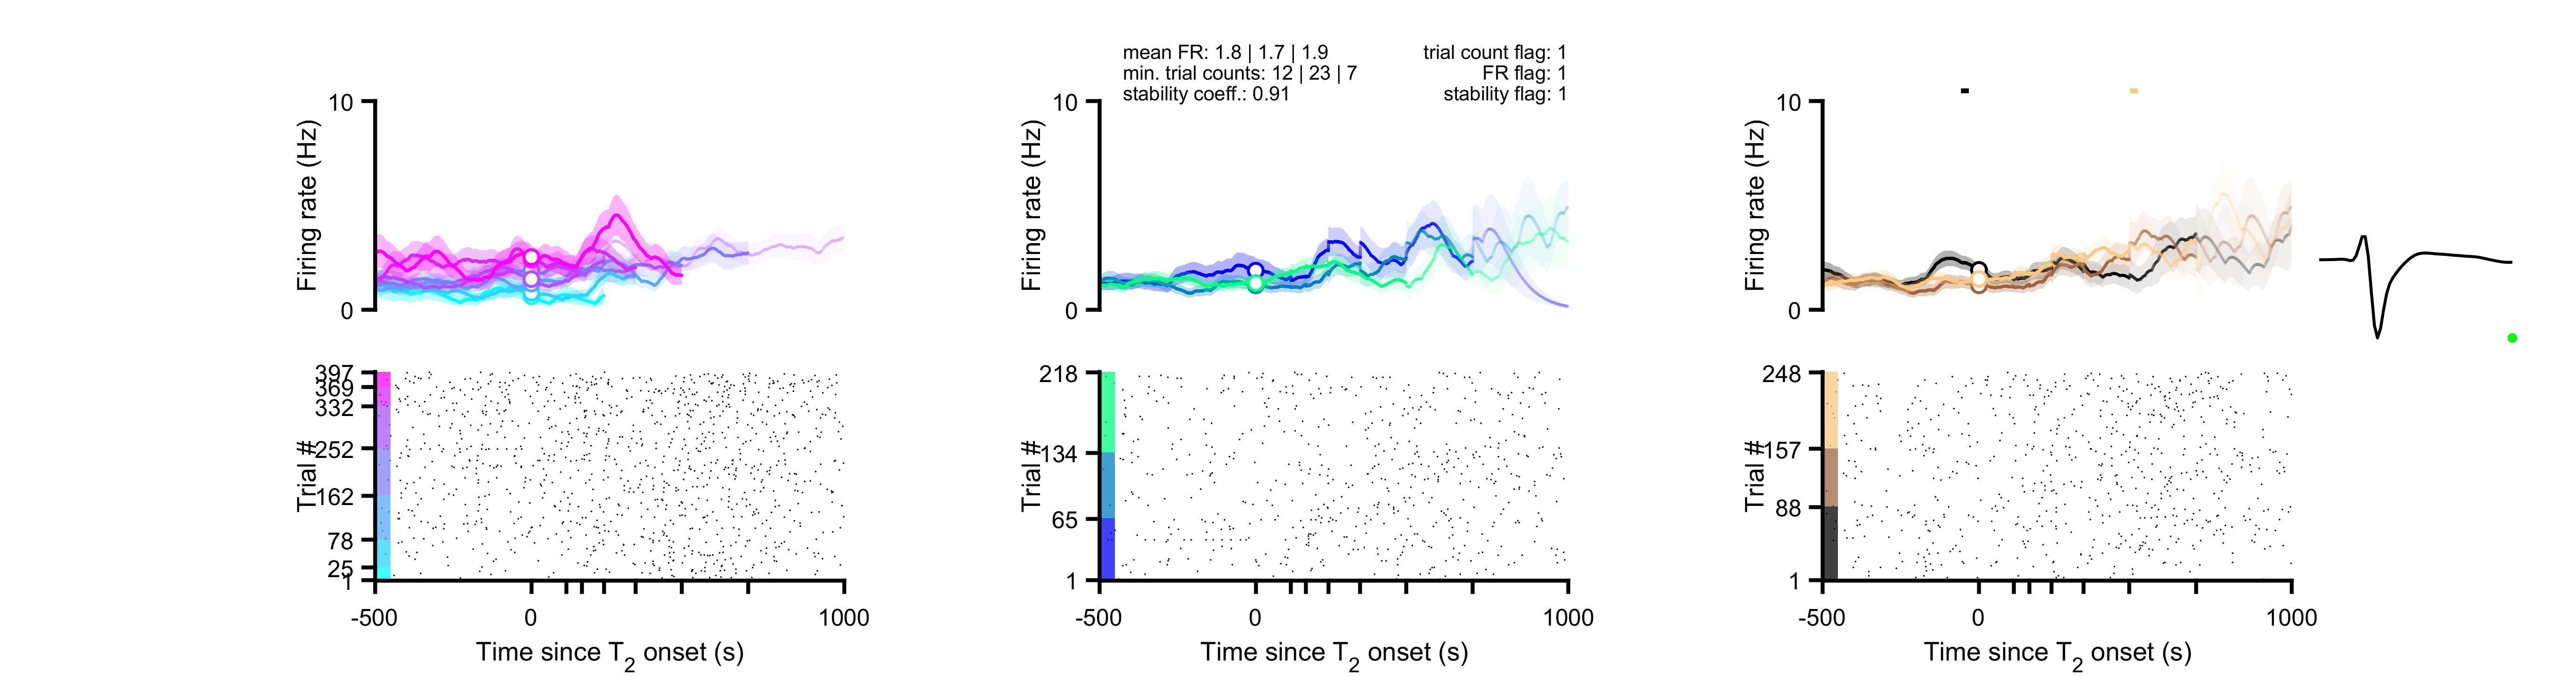 mean FR: 1.8 | 1.7 | 1.9
min. trial counts: 12 | 23 | 7
stability coeff.: 0.91
trial count flag: 1
FR flag: 1
stability flag: 1
10
Firing rate (Hz)
0
10
Firing rate (Hz)
0
10
Firing rate (Hz)
0
397
369
332
252
162
78
25
1
Trial #
-500
0
1000
Time since T2 onset (s)
218
134
65
1
Trial #
-500
0
1000
Time since T2 onset (s)
248
157
88
1
Trial #
-500
0
1000
Time since T2 onset (s)